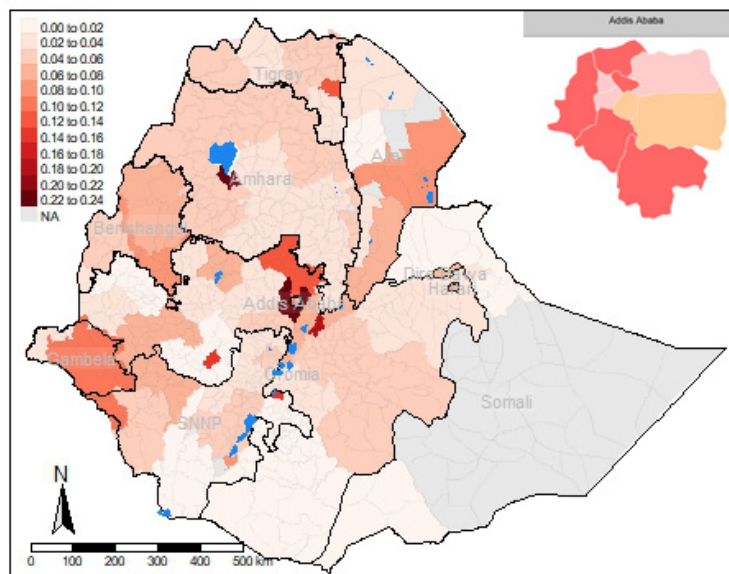 0.00 to 0.02
0.02 to 0.04
0.04 to 0.06
0.06 to 0.08
0.08 to 0.10
0.10 to 0.12
0.12 to 0.14
0.14 to 0.16
0.16 to 0.18
0.18 to 0.20
0.20 to 0.22
0.22 to 0.24
NA
Addis Ababa
Tigray
Afar
Amhara
Benshangul
Dire Dawa
Harari
Addis Ababa
Gambela
Oromia
Somali
SNNP
N
0 100 200 300 400 500 km